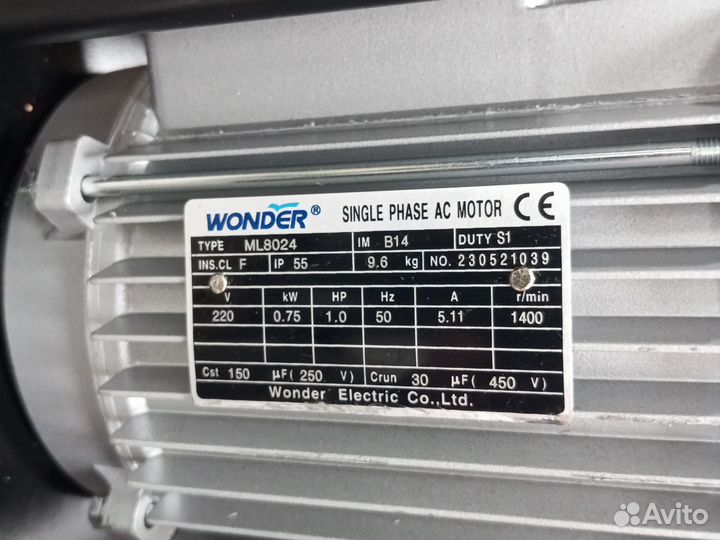 WONDER® SINGLE PHASE AC MOTOR CE
TYPE ML8024 IM B14 DUTY S1
INS.CL F IP 55 9.6 kg NO. 230521039
V kW HP Hz A r/min
220 0.75 1.0 50 5.11 1400
Cst 150 µF( 250 V) Crun 30 µF( 450 V)
Wonder Electric Co.,Ltd.
Avito